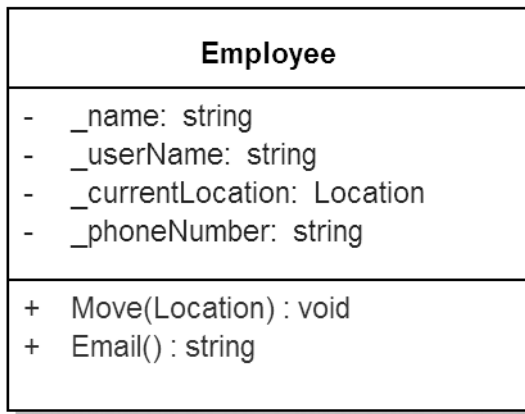 Employee
- _name: string
- _userName: string
- _currentLocation: Location
- _phoneNumber: string
+ Move(Location) : void
+ Email() : string